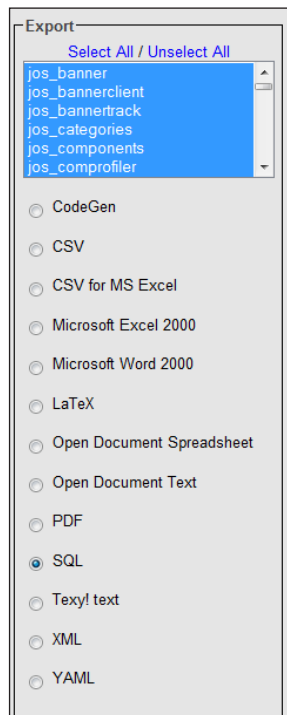 Export
Select All / Unselect All
jos_banner
jos_bannerclient
jos_bannertrack
jos_categories
jos_components
jos_comprofiler
CodeGen
CSV
CSV for MS Excel
Microsoft Excel 2000
Microsoft Word 2000
LaTeX
Open Document Spreadsheet
Open Document Text
PDF
SQL
Texy! text
XML
YAML